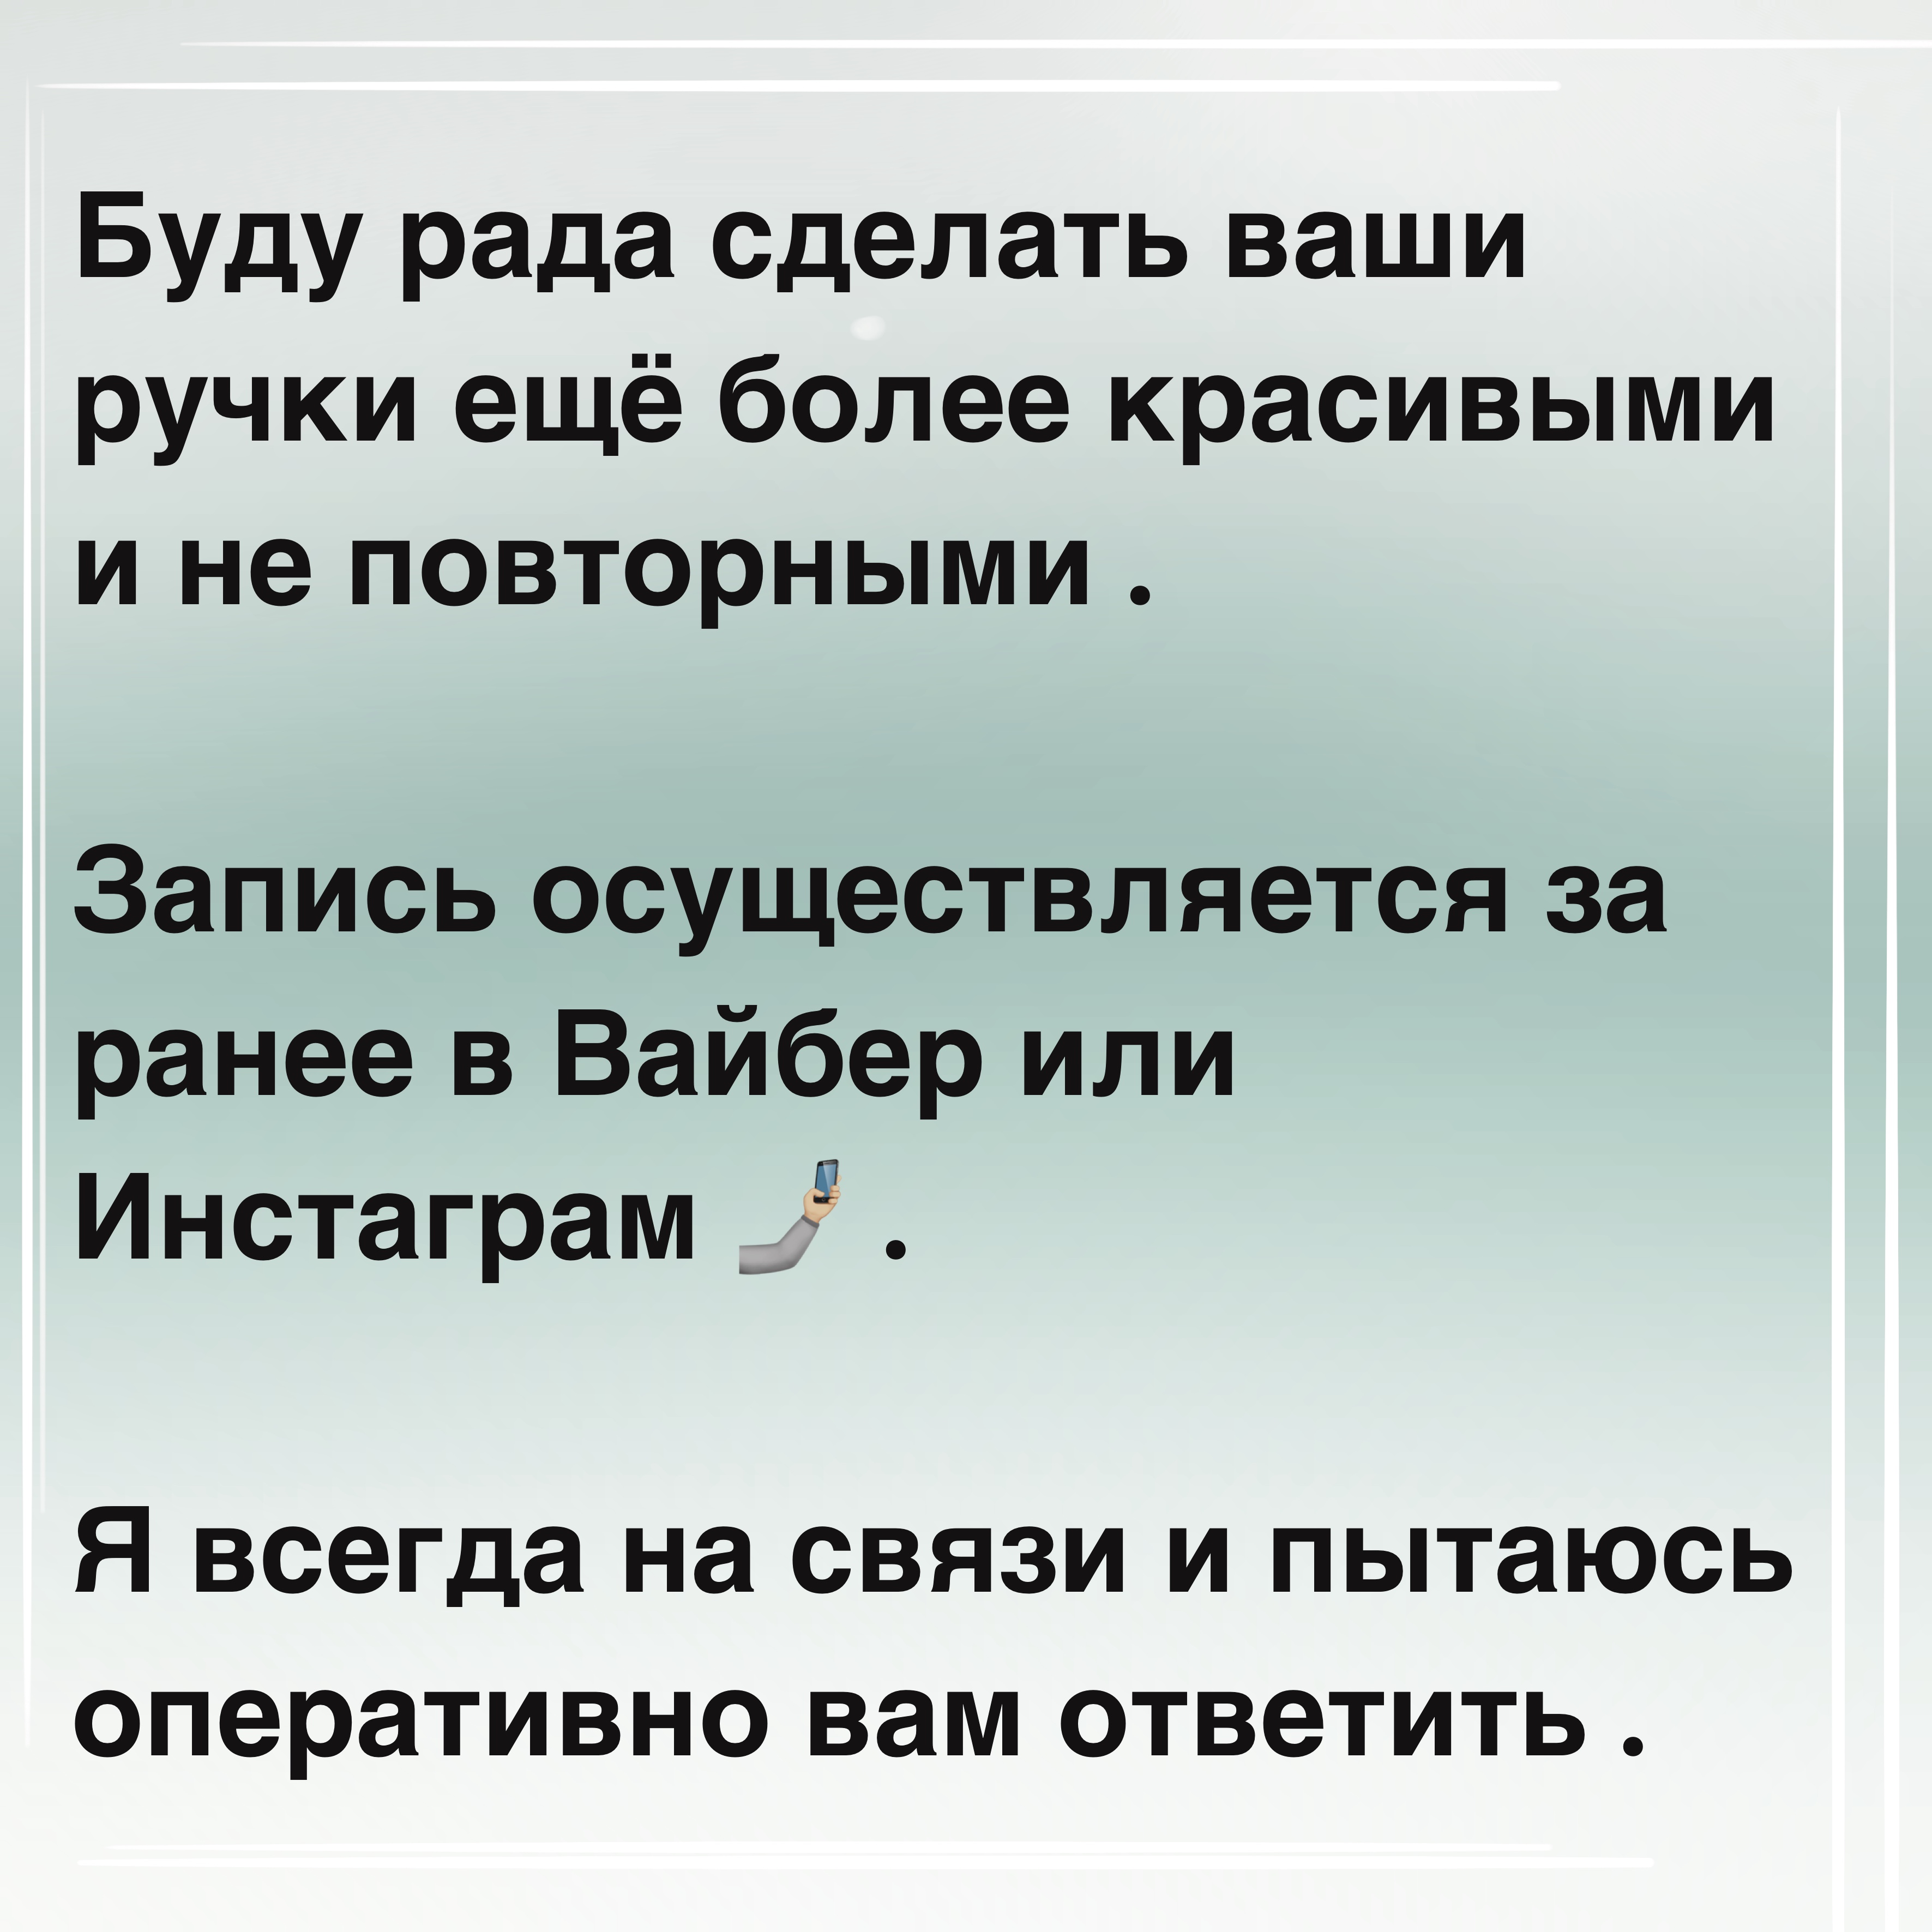 Буду рада сделать ваши
ручки ещё более красивыми
и не повторными .
Запись осуществляется за
ранее в Вайбер или
Инстаграм 🤳🏼 .
Я всегда на связи и пытаюсь
оперативно вам ответить .